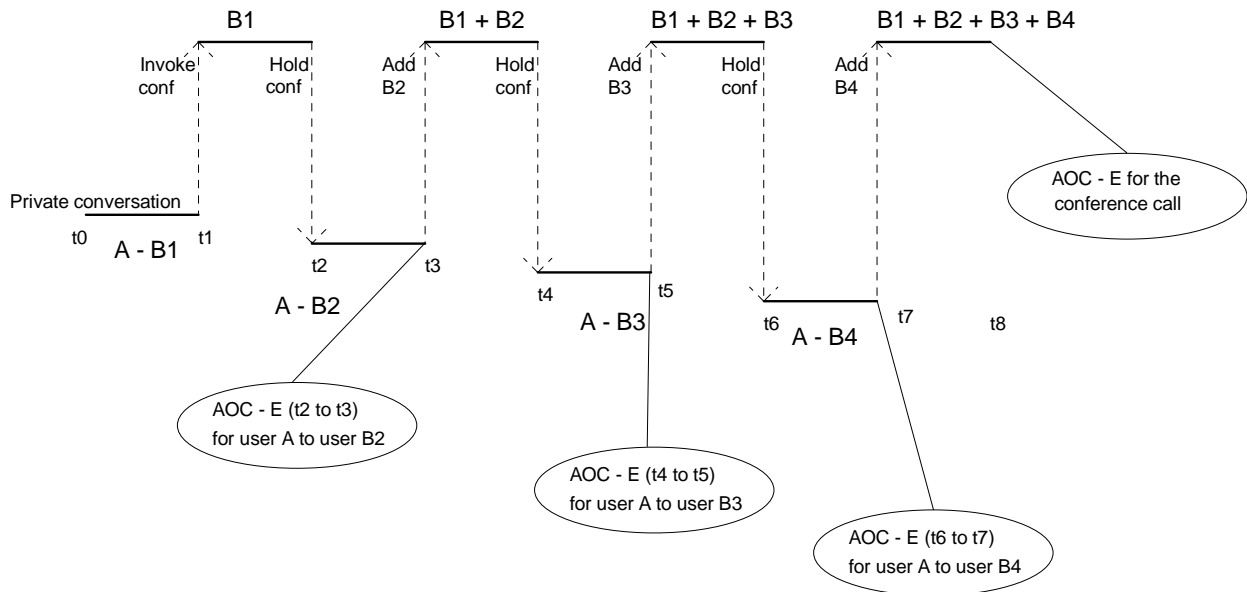 B1
B1 + B2
B1 + B2 + B3
B1 + B2 + B3 + B4
Invoke
conf
Hold
conf
Add
B2
Hold
conf
Add
B3
Hold
conf
Add
B4
AOC - E for the
conference call
Private conversation
t0
t1
A - B1
t2
t3
A - B2
t4
t5
A - B3
t6
t7
A - B4
t8
AOC - E (t2 to t3)
for user A to user B2
AOC - E (t4 to t5)
for user A to user B3
AOC - E (t6 to t7)
for user A to user B4